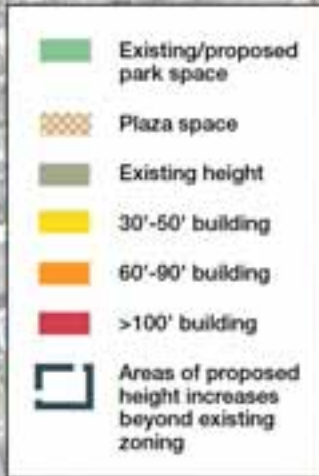 Existing/proposed
park space
Plaza space
Existing height
30'-50' building
60'-90' building
>100' building
Areas of proposed
height increases
beyond existing
zoning